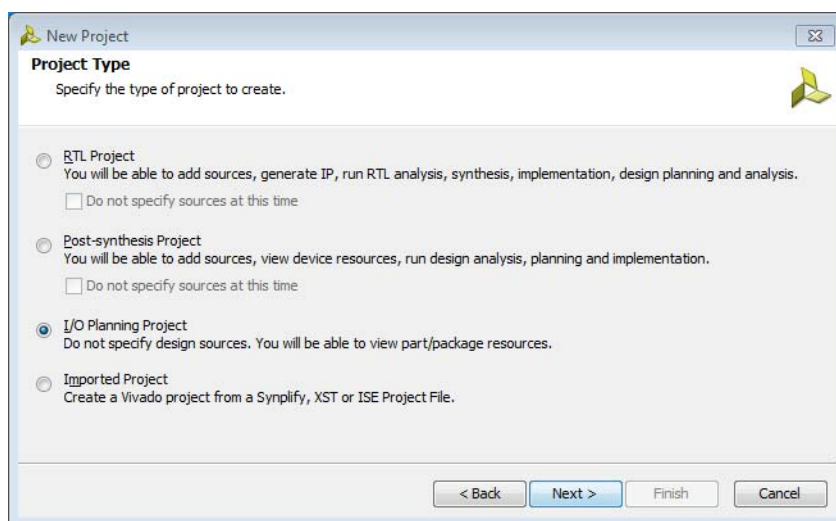 New Project
Project Type
Specify the type of project to create.
RTL Project
You will be able to add sources, generate IP, run RTL analysis, synthesis, implementation, design planning and analysis.
Do not specify sources at this time
Post-synthesis Project
You will be able to add sources, view device resources, run design analysis, planning and implementation.
Do not specify sources at this time
I/O Planning Project
Do not specify design sources. You will be able to view part/package resources.
Imported Project
Create a Vivado project from a Synplify, XST or ISE Project File.
< Back Next > Finish Cancel